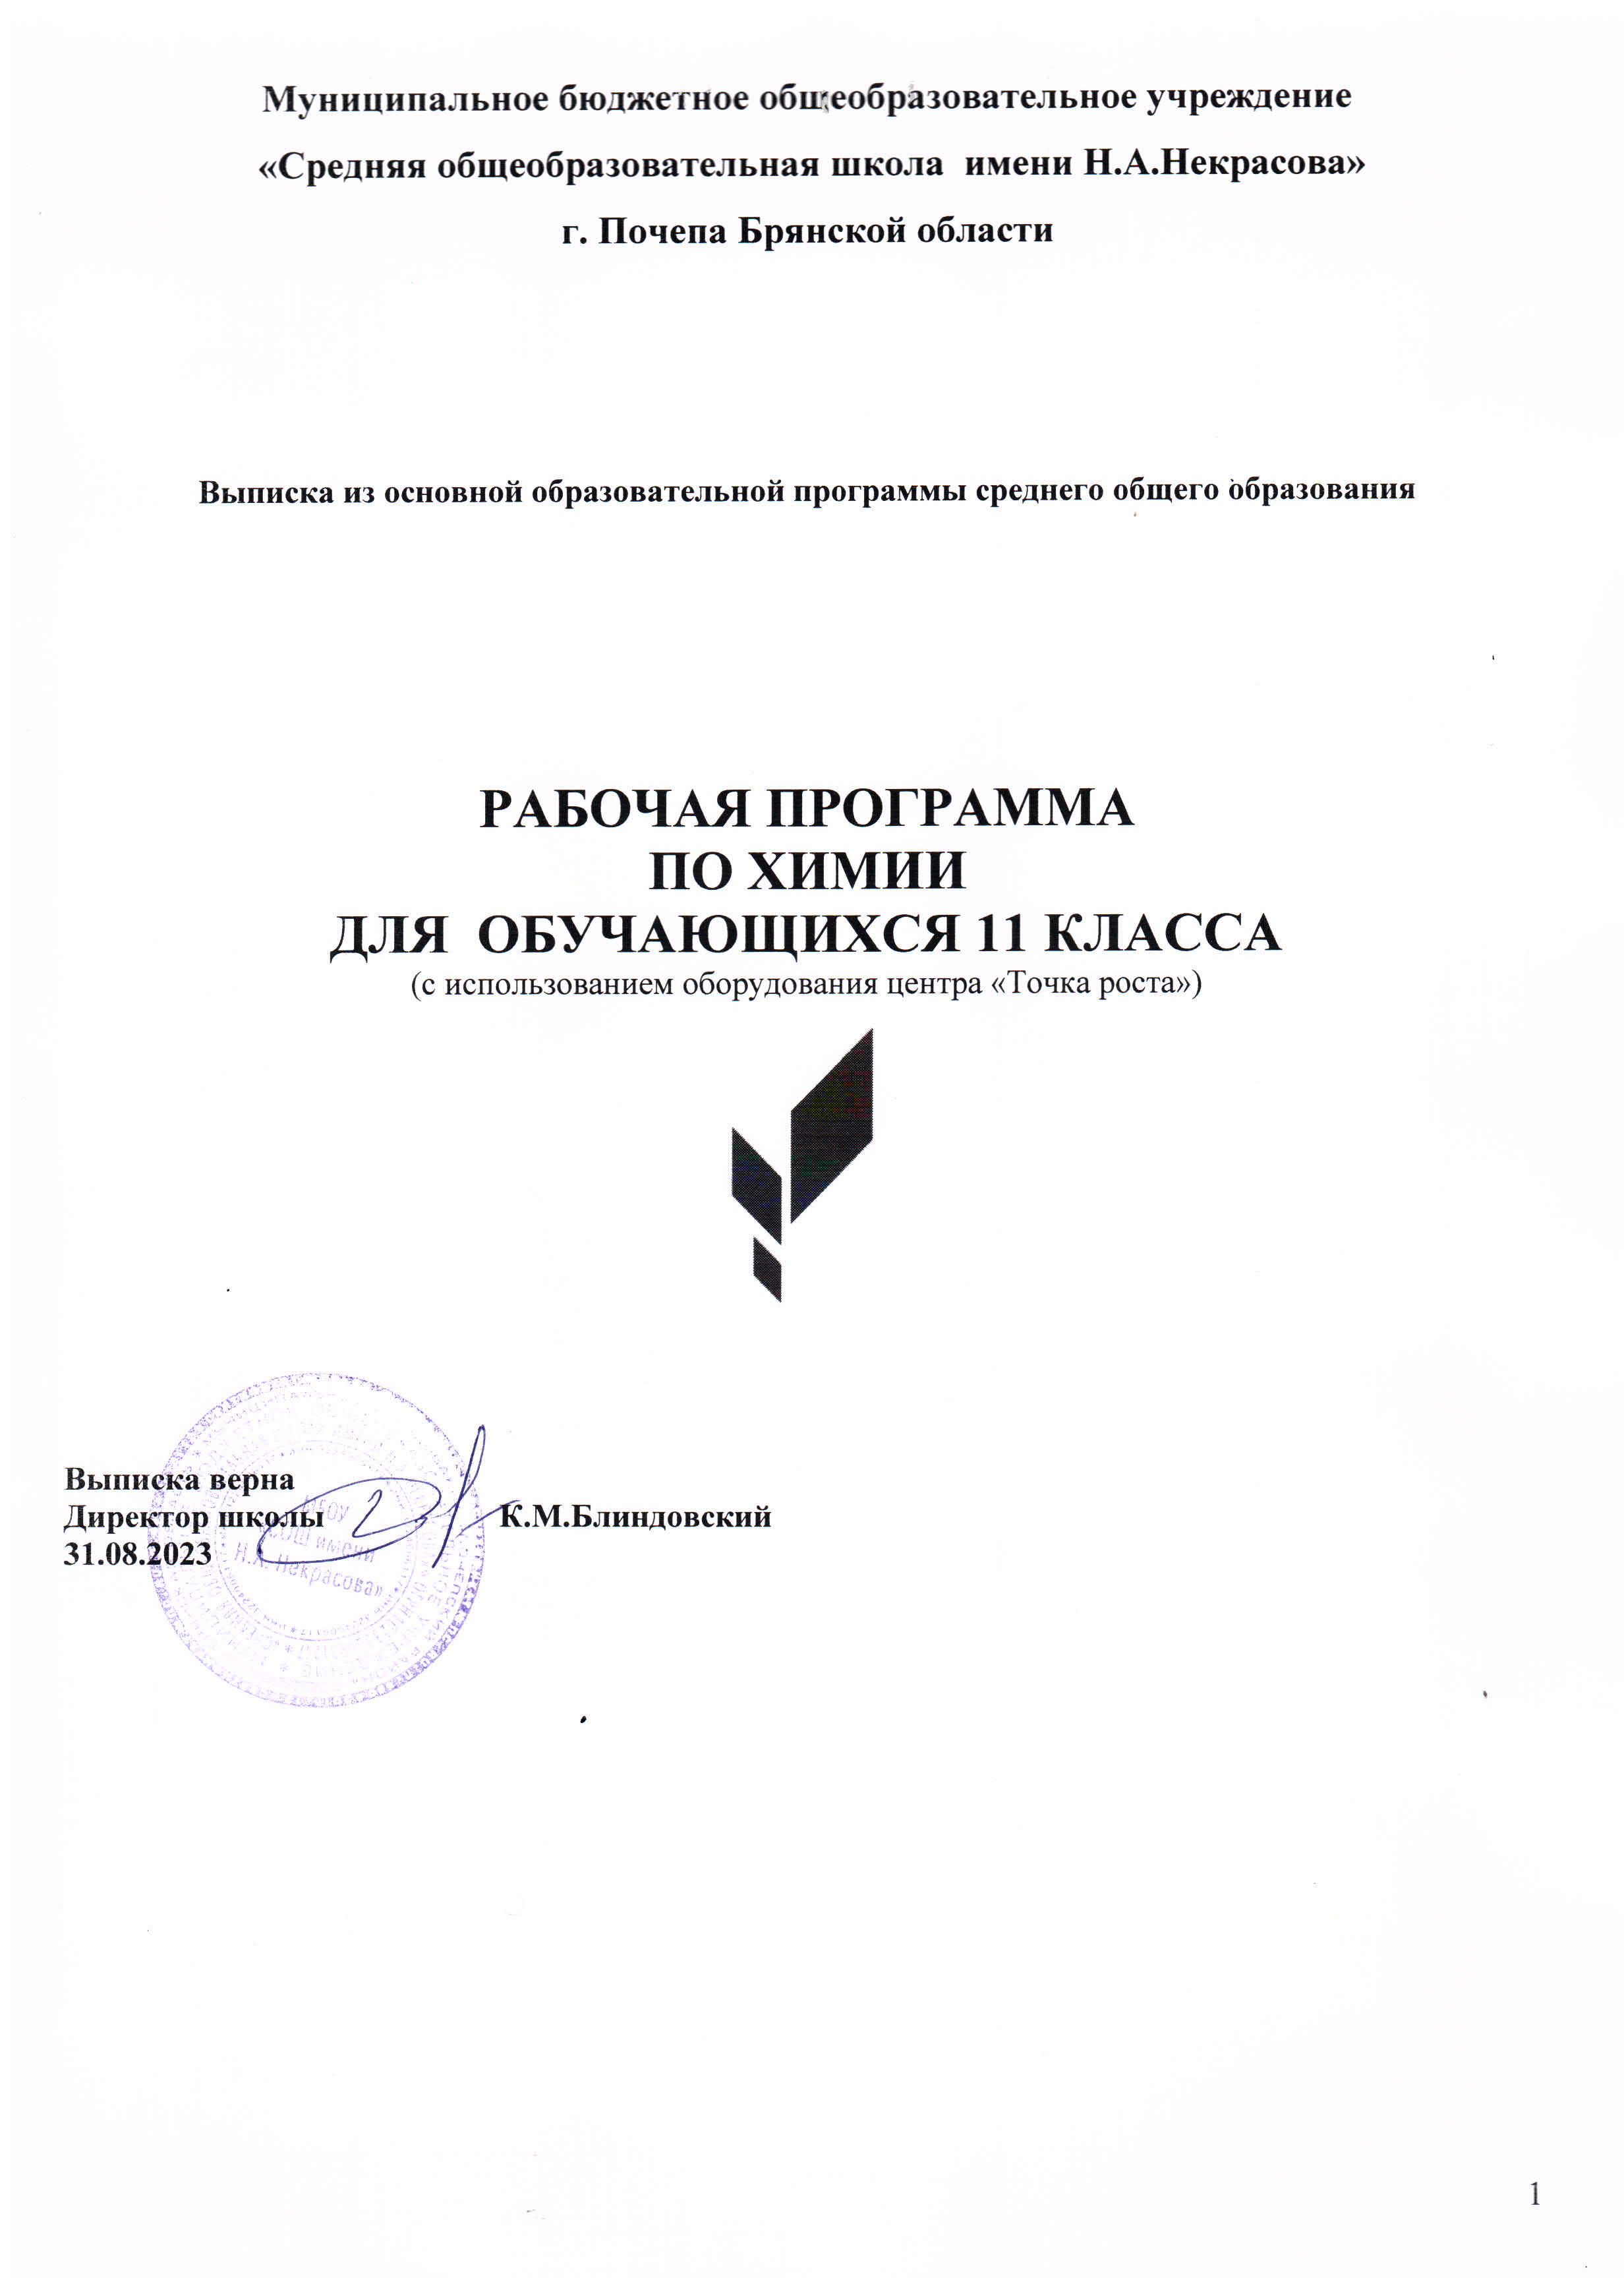 Муниципальное бюджетное общеобразовательное учреждение
«Средняя общеобразовательная школа имени Н.А.Некрасова»
г. Почепа Брянской области
Выписка из основной образовательной программы среднего общего образования
РАБОЧАЯ ПРОГРАММА
ПО ХИМИИ
ДЛЯ ОБУЧАЮЩИХСЯ 11 КЛАССА
(с использованием оборудования центра «Точка роста»)
Выписка верна
Директор школы К.М.Блиндовский
31.08.2023
имени
Н.А. Некрасова»
1